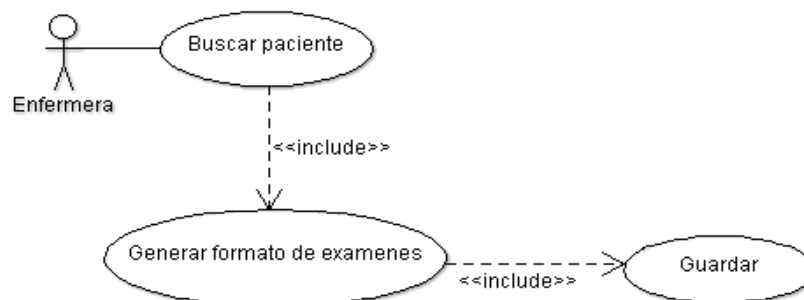 Buscar paciente
Enfermera
<<include>>
Generar formato de examenes
<<include>>
Guardar